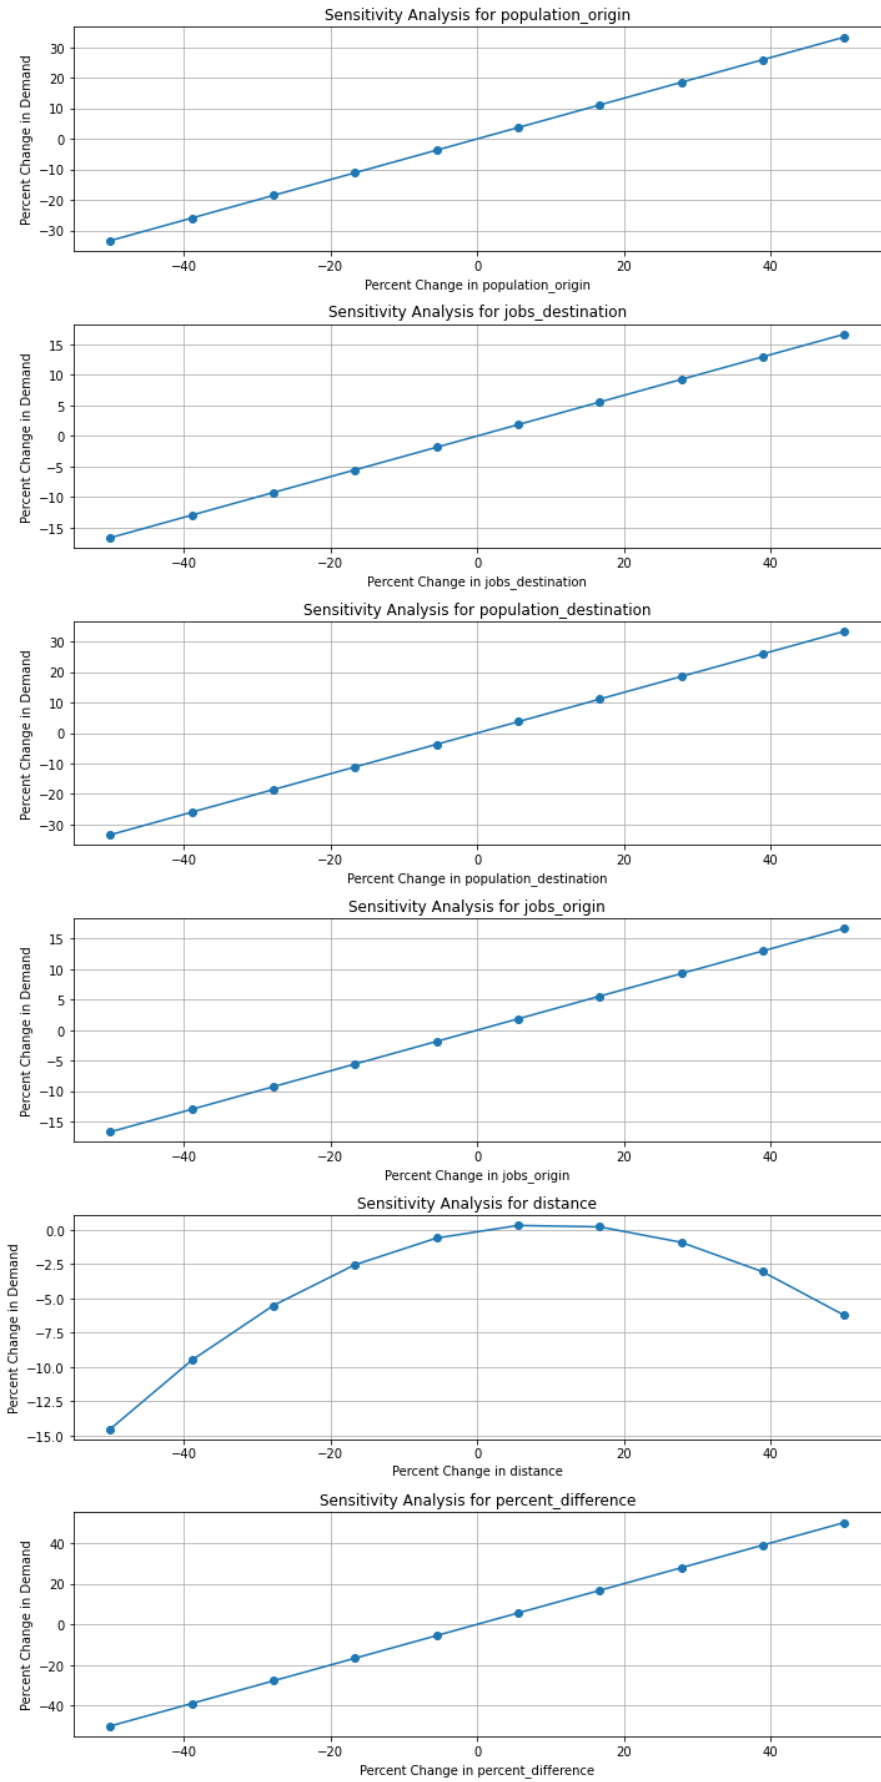 Sensitivity Analysis for population_origin
Percent Change in Demand
30
20
10
0
−10
−20
−30
−40 −20 0 20 40
Percent Change in population_origin
Sensitivity Analysis for jobs_destination
Percent Change in Demand
15
10
5
0
−5
−10
−15
−40 −20 0 20 40
Percent Change in jobs_destination
Sensitivity Analysis for population_destination
Percent Change in Demand
30
20
10
0
−10
−20
−30
−40 −20 0 20 40
Percent Change in population_destination
Sensitivity Analysis for jobs_origin
Percent Change in Demand
15
10
5
0
−5
−10
−15
−40 −20 0 20 40
Percent Change in jobs_origin
Sensitivity Analysis for distance
Percent Change in Demand
0.0
−2.5
−5.0
−7.5
−10.0
−12.5
−15.0
−40 −20 0 20 40
Percent Change in distance
Sensitivity Analysis for percent_difference
Percent Change in Demand
40
20
0
−20
−40
−40 −20 0 20 40
Percent Change in percent_difference